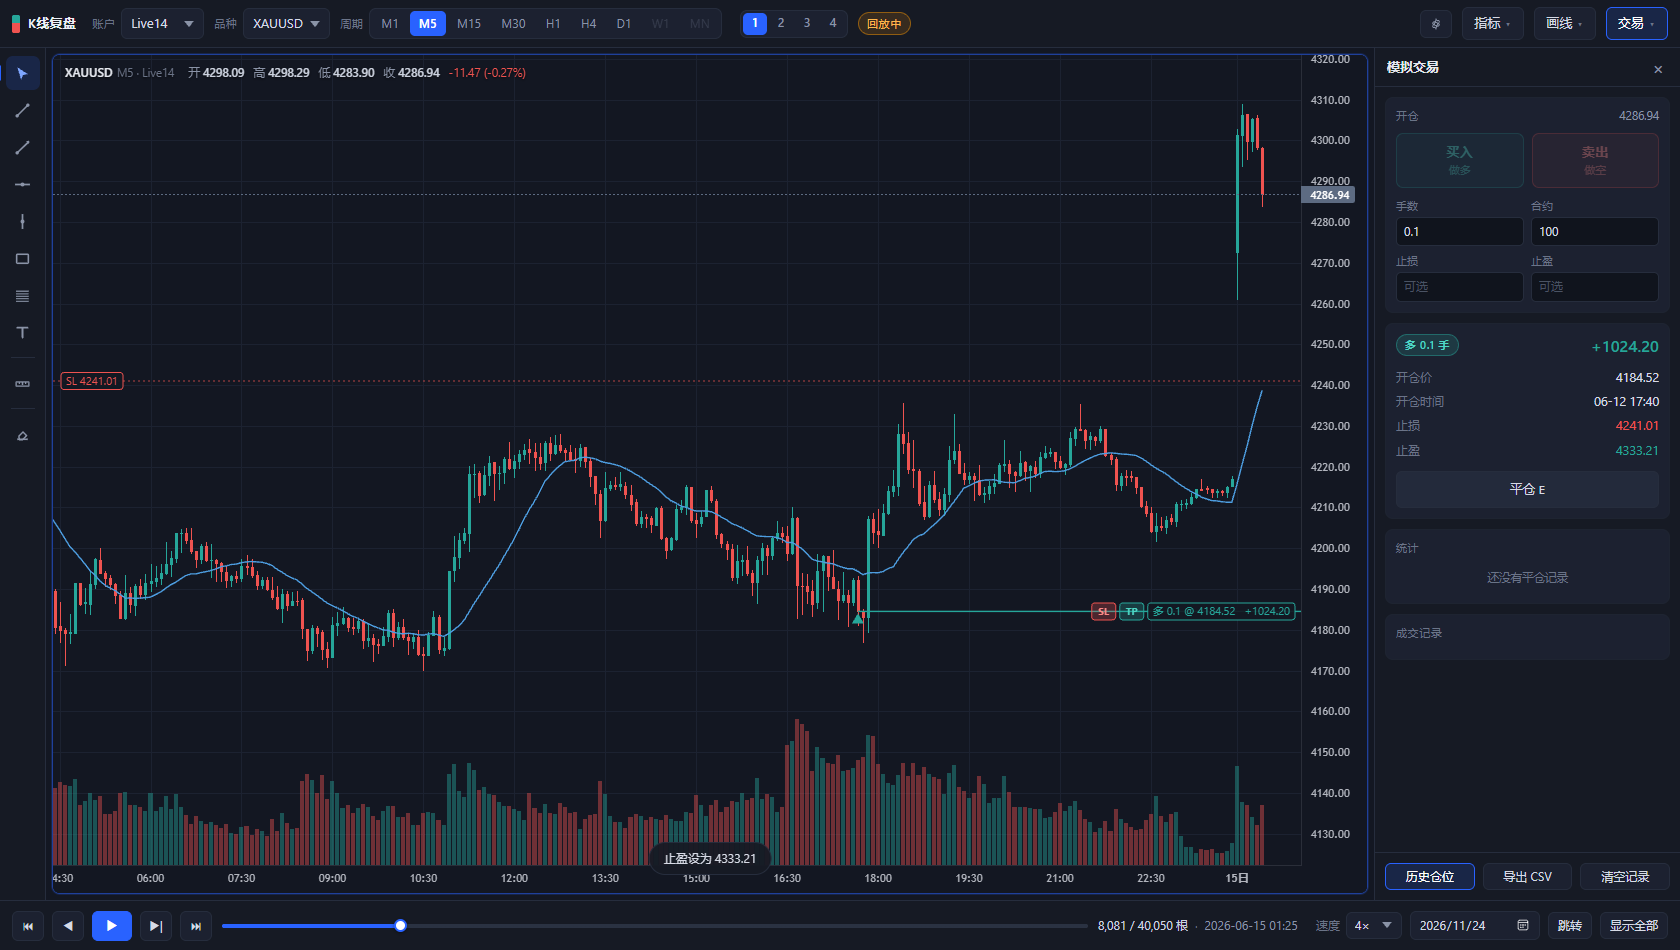 K线复盘 账户 Live14 品种 XAUUSD 周期 M1 M5 M15 M30 H1 H4 D1 W1 MN 1 2 3 4 回放中 指标 画线 交易
XAUUSD M5 · Live14 开 4298.09 高 4298.29 低 4283.90 收 4286.94 -11.47 (-0.27%)
4320.00
4310.00
4300.00
4290.00
4286.94
4280.00
4270.00
4260.00
4250.00
SL 4241.01
4240.00
4230.00
4220.00
4210.00
4200.00
4190.00
SL TP 多 0.1 @ 4184.52 +1024.20
4180.00
4170.00
4160.00
4150.00
4140.00
4130.00
止盈设为 4333.21
4:30 06:00 07:30 09:00 10:30 12:00 13:30 15:00 16:30 18:00 19:30 21:00 22:30 15日
模拟交易 ×
开仓 4286.94
买入 卖出
做多 做空
手数 合约
0.1 100
止损 止盈
可选 可选
多 0.1 手 +1024.20
开仓价 4184.52
开仓时间 06-12 17:40
止损 4241.01
止盈 4333.21
平仓 E
统计
还没有平仓记录
成交记录
历史仓位 导出 CSV 清空记录
8,081 / 40,050 根 · 2026-06-15 01:25 速度 4× 2026/11/24 跳转 显示全部